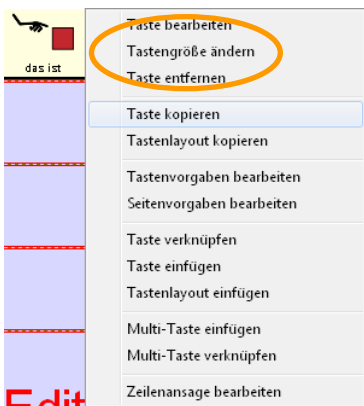 das ist
Taste bearbeiten
Tastengröße ändern
Taste entfernen
Taste kopieren
Tastenlayout kopieren
Tastenvorgaben bearbeiten
Seitenvorgaben bearbeiten
Taste verknüpfen
Taste einfügen
Tastenlayout einfügen
Multi-Taste einfügen
Multi-Taste verknüpfen
Zeilenansage bearbeiten
Edit